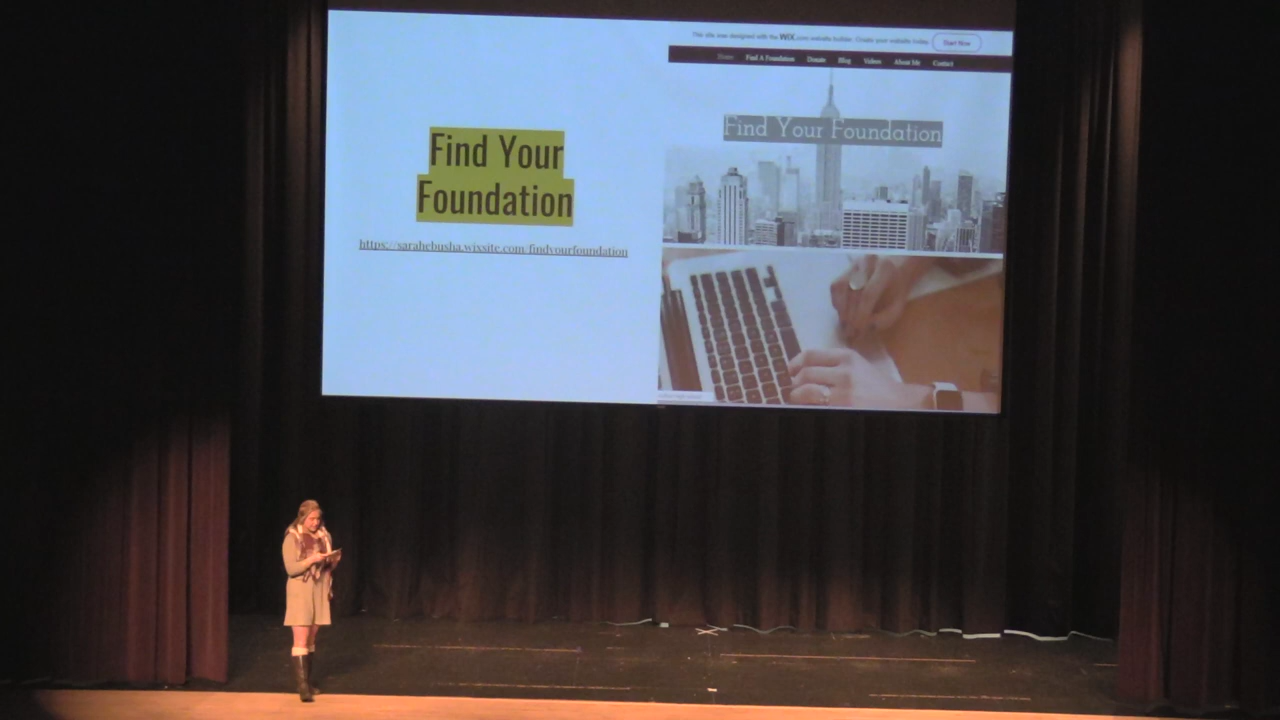 Find Your
Foundation
https://sarahebusha.wixsite.com/findyourfoundation
This site was designed with the WIX.com website builder. Create your website today. Start Now
Home Find A Foundation Donate Blog Videos About Me Contact
Find Your Foundation